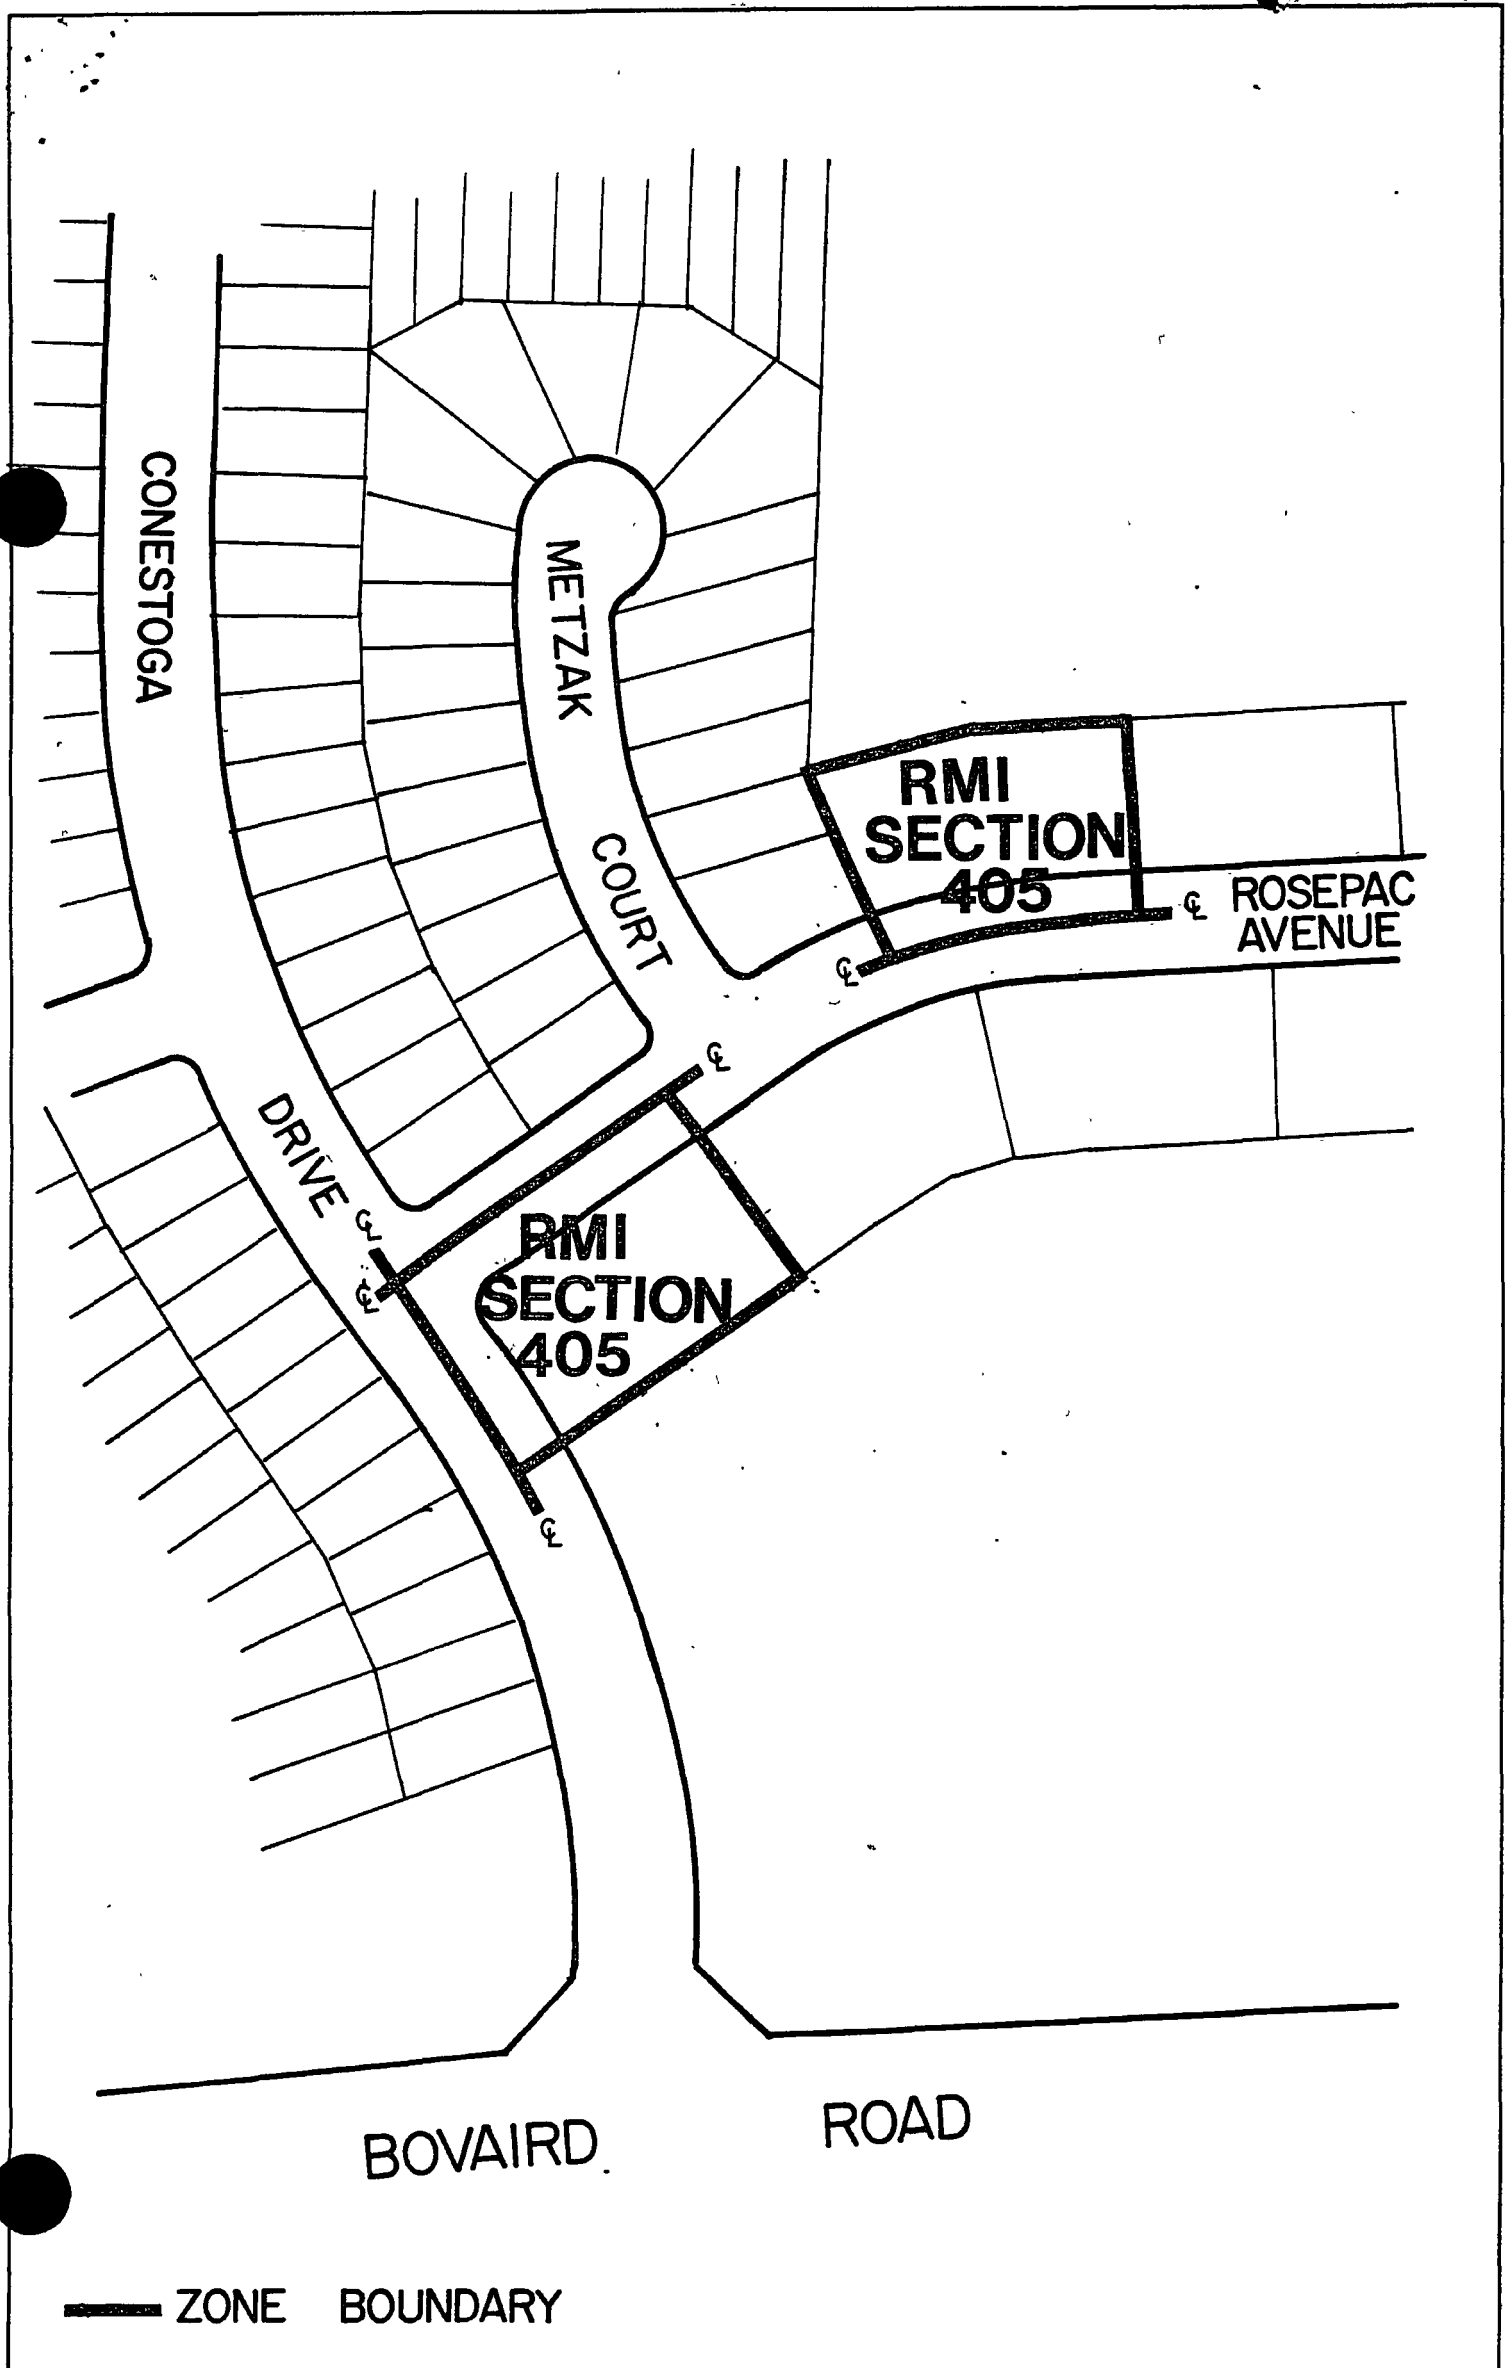 CONESTOGA
METZAK
RMI
SECTION
405
COURT
℄ ROSEPAC
AVENUE
℄
℄
DRIVE
℄
℄
RMI
SECTION
405
℄
BOVAIRD ROAD
ZONE BOUNDARY